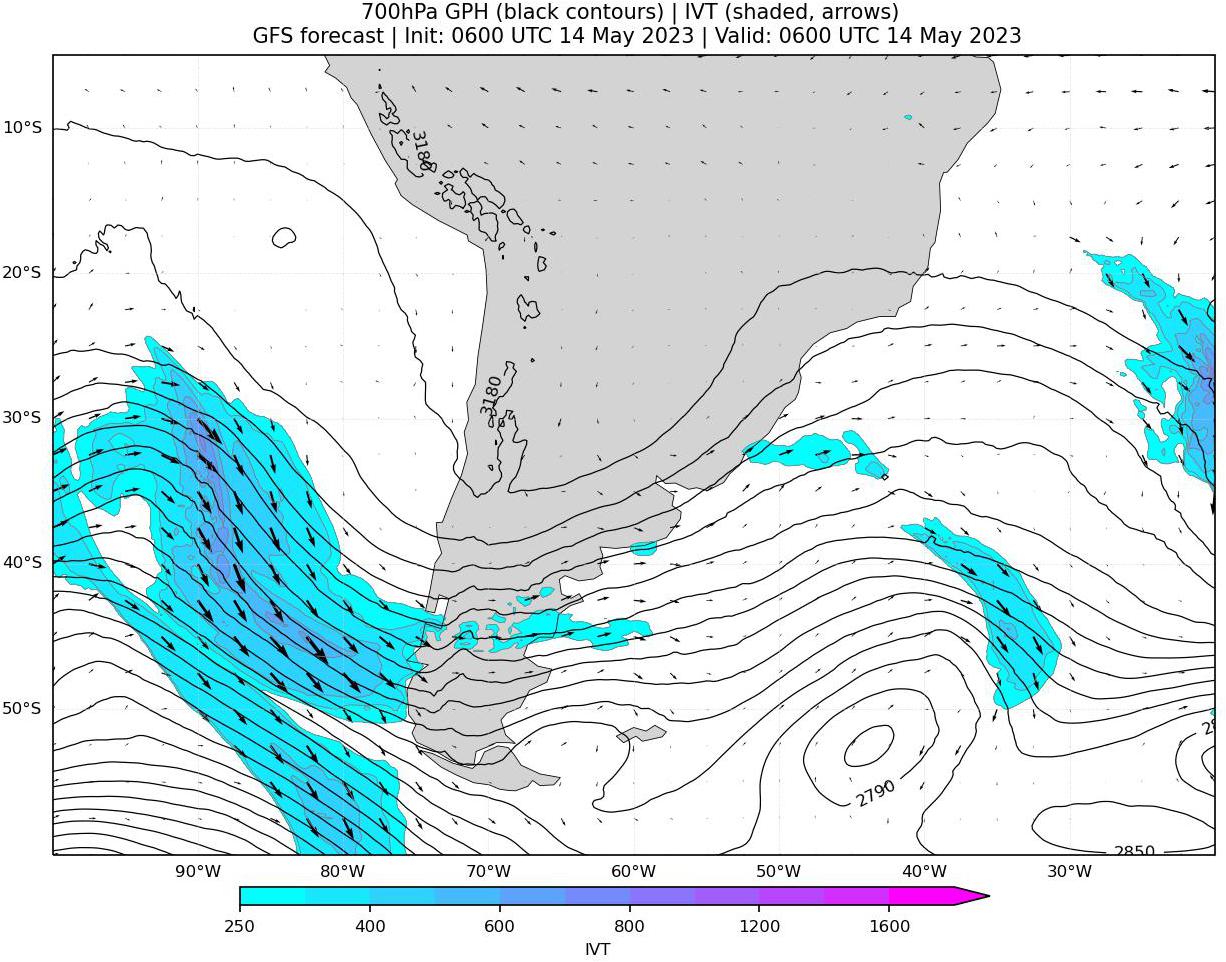 700hPa GPH (black contours) | IVT (shaded, arrows)
GFS forecast | Init: 0600 UTC 14 May 2023 | Valid: 0600 UTC 14 May 2023
10°S
3180
20°S
3180
30°S
40°S
50°S
2790
2850
90°W 80°W 70°W 60°W 50°W 40°W 30°W
250 400 600 800 1200 1600
IVT